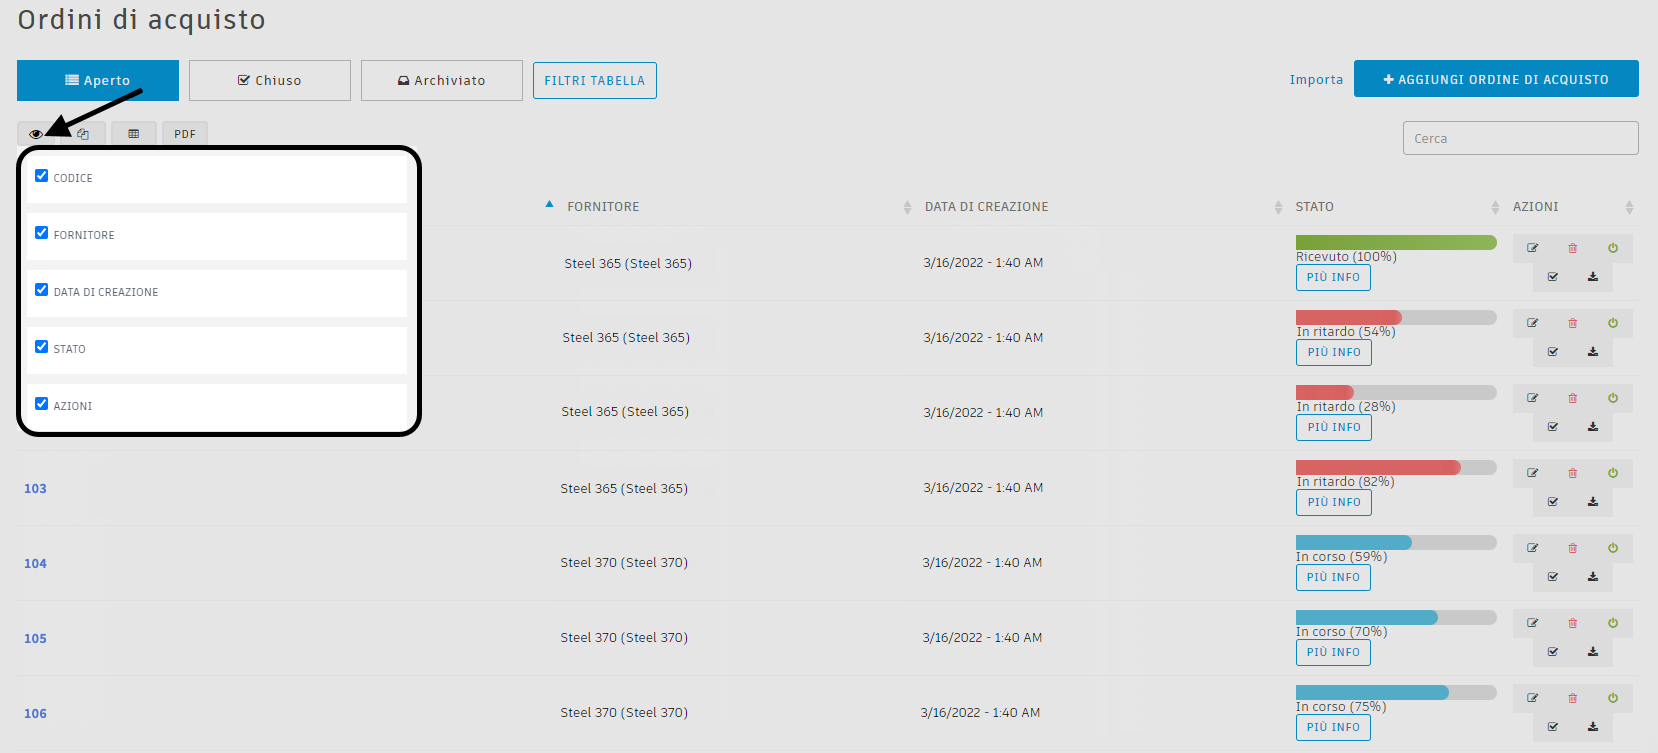 Ordini di acquisto
Aperto
Chiuso
Archiviato
FILTRI TABELLA
Importa
AGGIUNGI ORDINE DI ACQUISTO
PDF
Cerca
CODICE
FORNITORE
DATA DI CREAZIONE
STATO
AZIONI
FORNITORE
DATA DI CREAZIONE
STATO
AZIONI
Steel 365 (Steel 365)
3/16/2022 - 1:40 AM
Ricevuto (100%)
PIÙ INFO
Steel 365 (Steel 365)
3/16/2022 - 1:40 AM
In ritardo (54%)
PIÙ INFO
Steel 365 (Steel 365)
3/16/2022 - 1:40 AM
In ritardo (28%)
PIÙ INFO
103
Steel 365 (Steel 365)
3/16/2022 - 1:40 AM
In ritardo (82%)
PIÙ INFO
104
Steel 370 (Steel 370)
3/16/2022 - 1:40 AM
In corso (59%)
PIÙ INFO
105
Steel 370 (Steel 370)
3/16/2022 - 1:40 AM
In corso (70%)
PIÙ INFO
106
Steel 370 (Steel 370)
3/16/2022 - 1:40 AM
In corso (75%)
PIÙ INFO